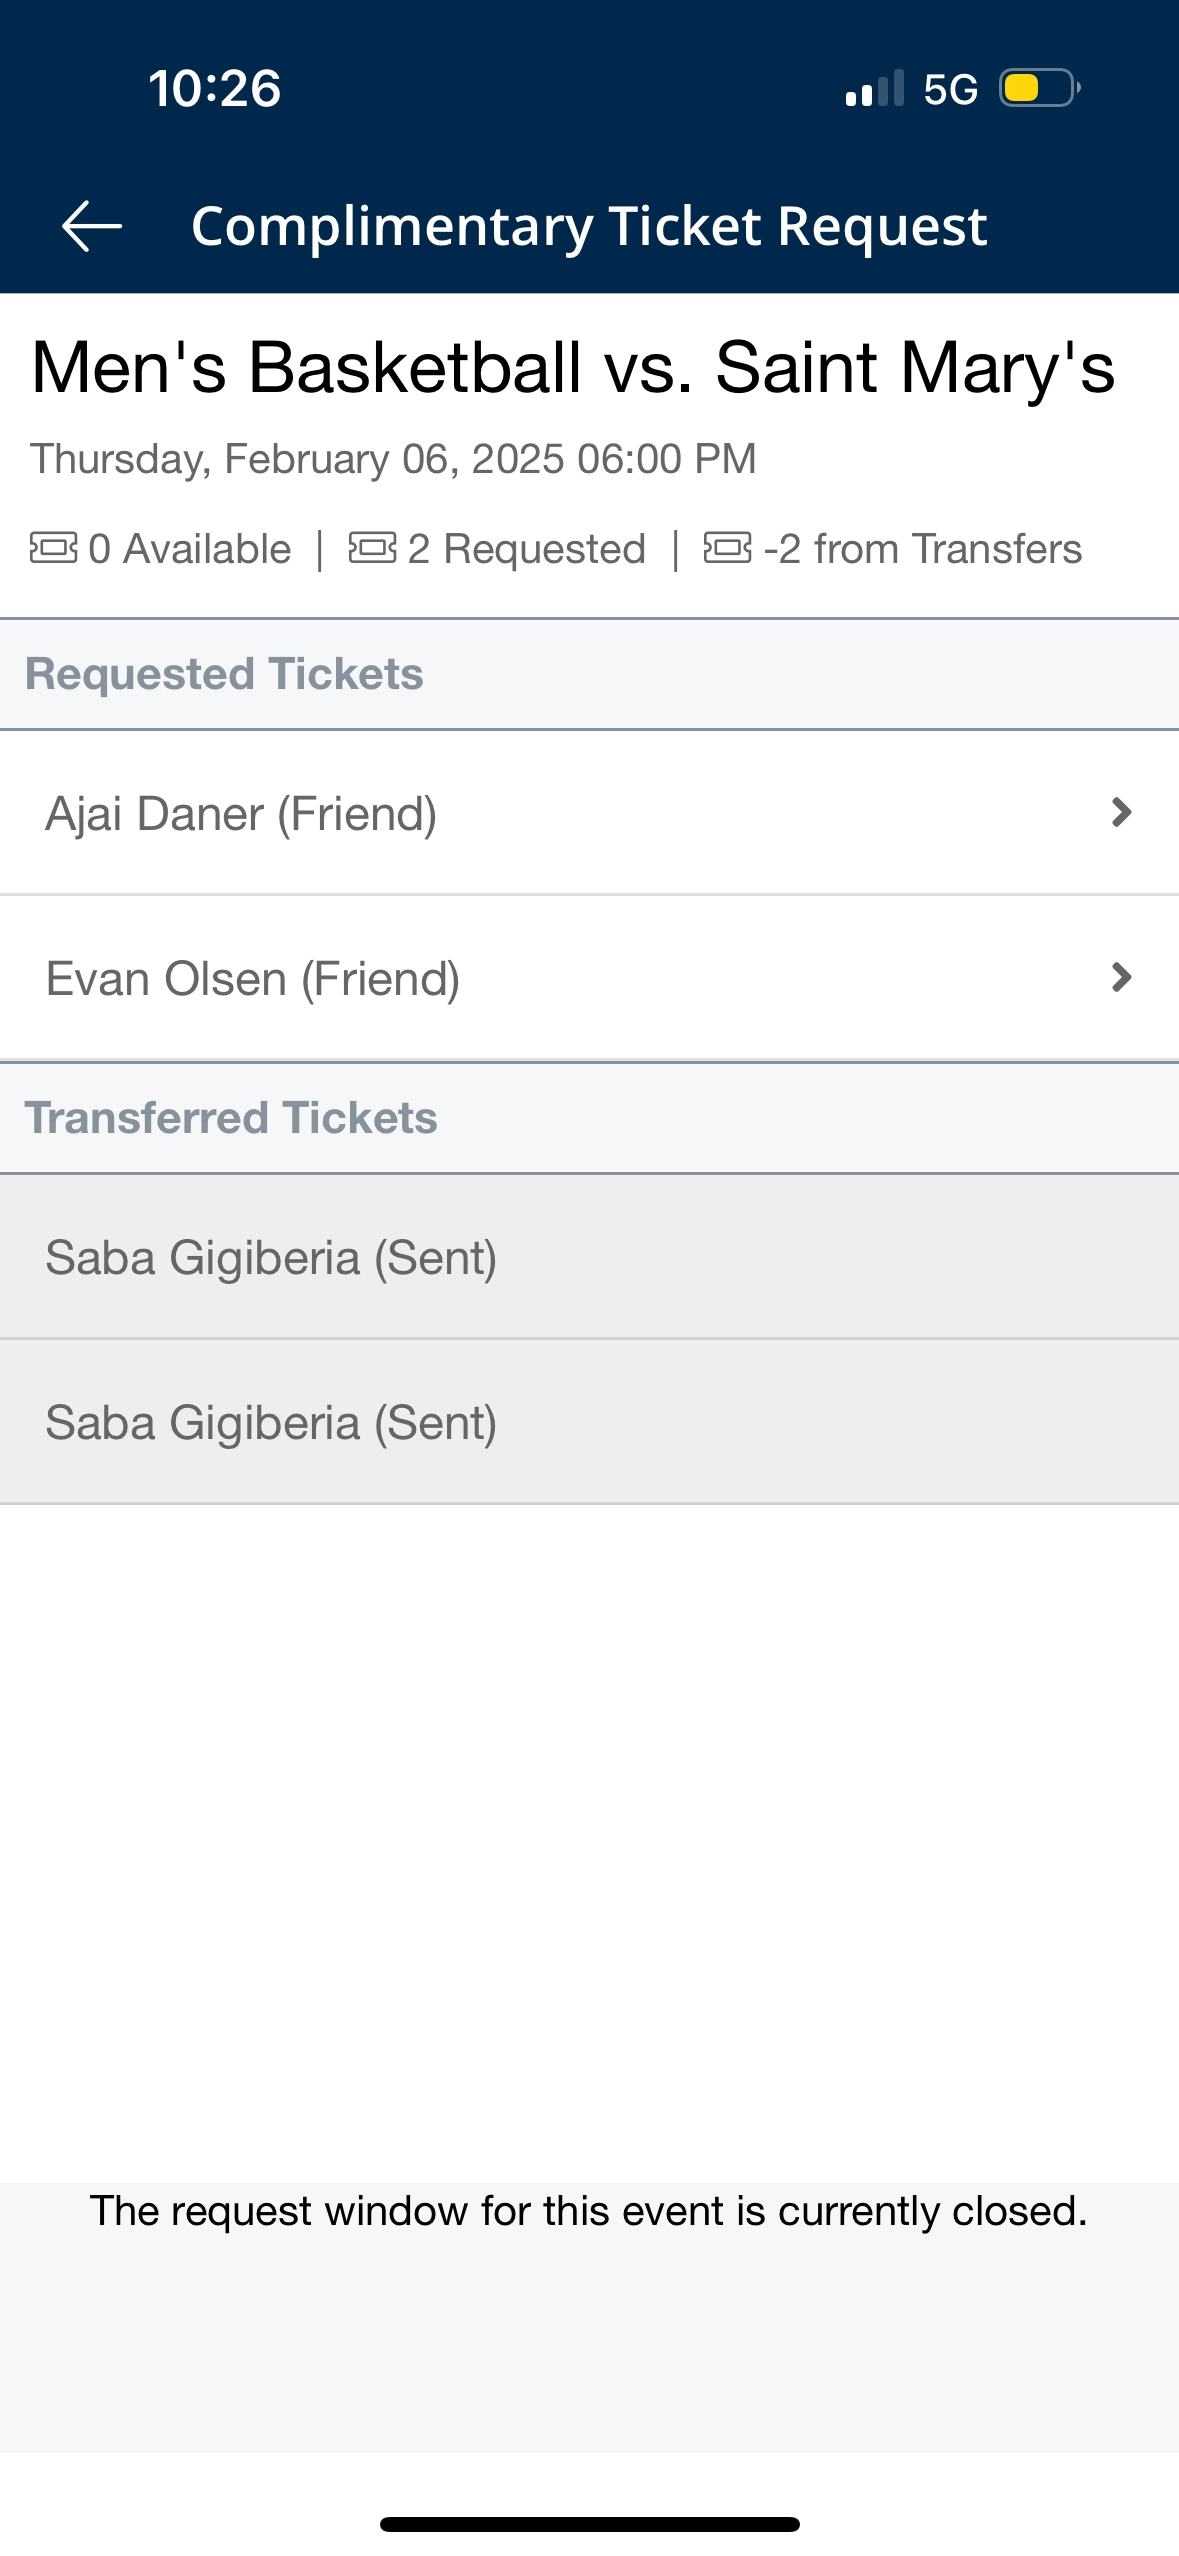 10:26
5G
Complimentary Ticket Request
Men's Basketball vs. Saint Mary's
Thursday, February 06, 2025 06:00 PM
0 Available | 2 Requested | -2 from Transfers
Requested Tickets
Ajai Daner (Friend)
Evan Olsen (Friend)
Transferred Tickets
Saba Gigiberia (Sent)
Saba Gigiberia (Sent)
The request window for this event is currently closed.